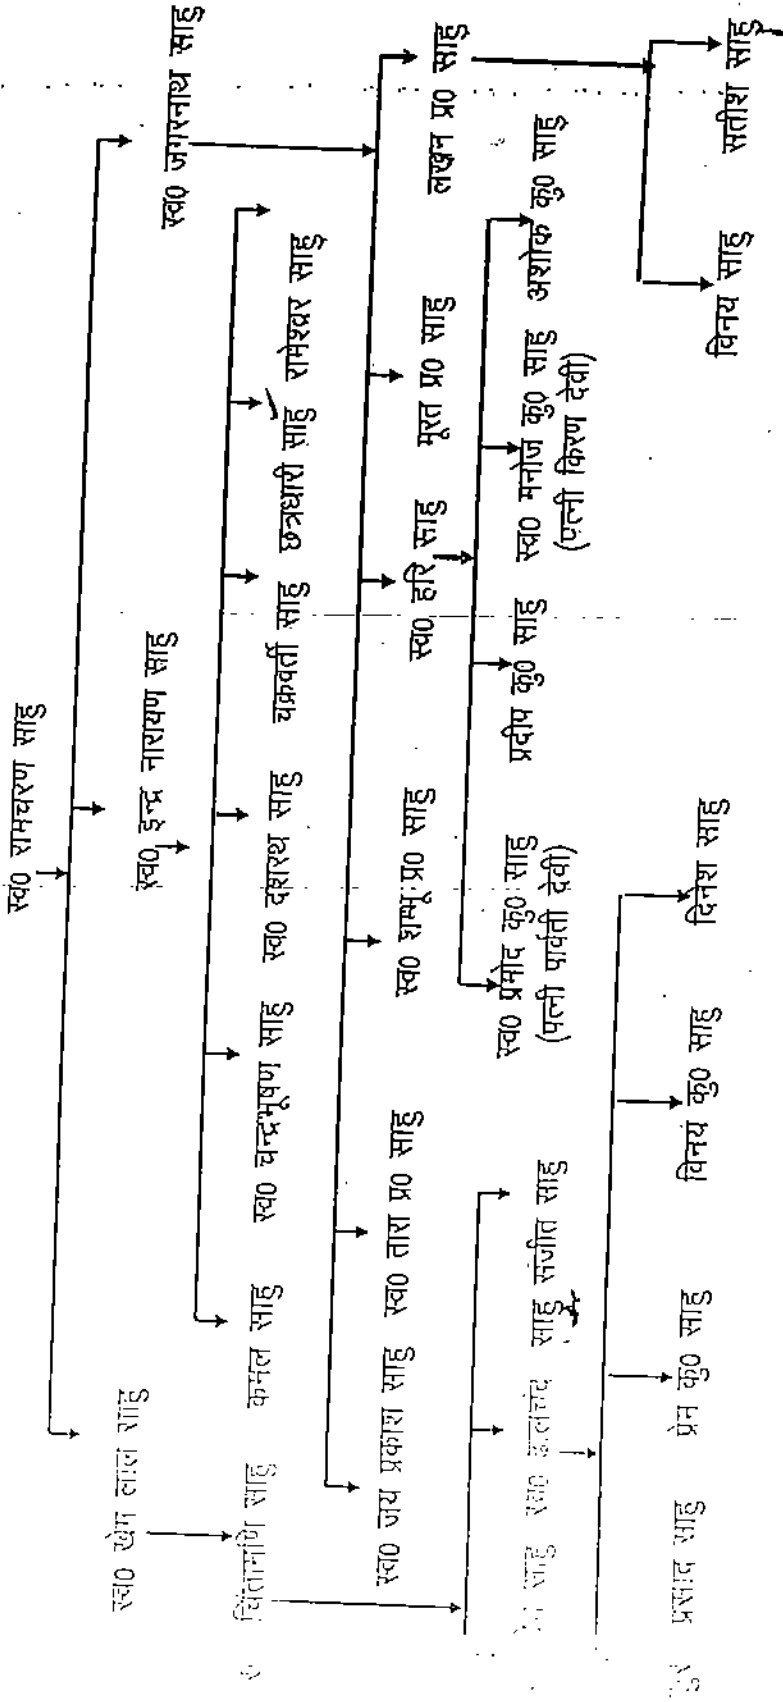 स्व0 रामचरण साहु
स्व0 खेम लाल साहु
स्व0 इन्द्र नारायण साहु
स्व0 जगरनाथ साहु
चिंतामणि साहु
कमल साहु
स्व0 चन्द्रभूषण साहु
स्व0 दशरथ साहु
चक्रवर्ती साहु
छत्रधारी साहु
रामेश्वर साहु
स्व0 जय प्रकाश साहु
स्व0 तारा प्र0 साहु
स्व0 शम्भू प्र0 साहु
स्व0 हरि साहु
मूरत प्र0 साहु
लखन प्र0 साहु
साहु
स्व0 डालचंद साहु
संजीत साहु
स्व0 प्रमोद कु0 साहु
(पत्नी पार्वती देवी)
प्रदीप कु0 साहु
स्व0 मनोज कु0 साहु
(पत्नी किरण देवी)
अशोक कु0 साहु
प्रसाद साहु
प्रेम कु0 साहु
विनय कु0 साहु
दिनेश साहु
विनय साहु
सतीश साहु